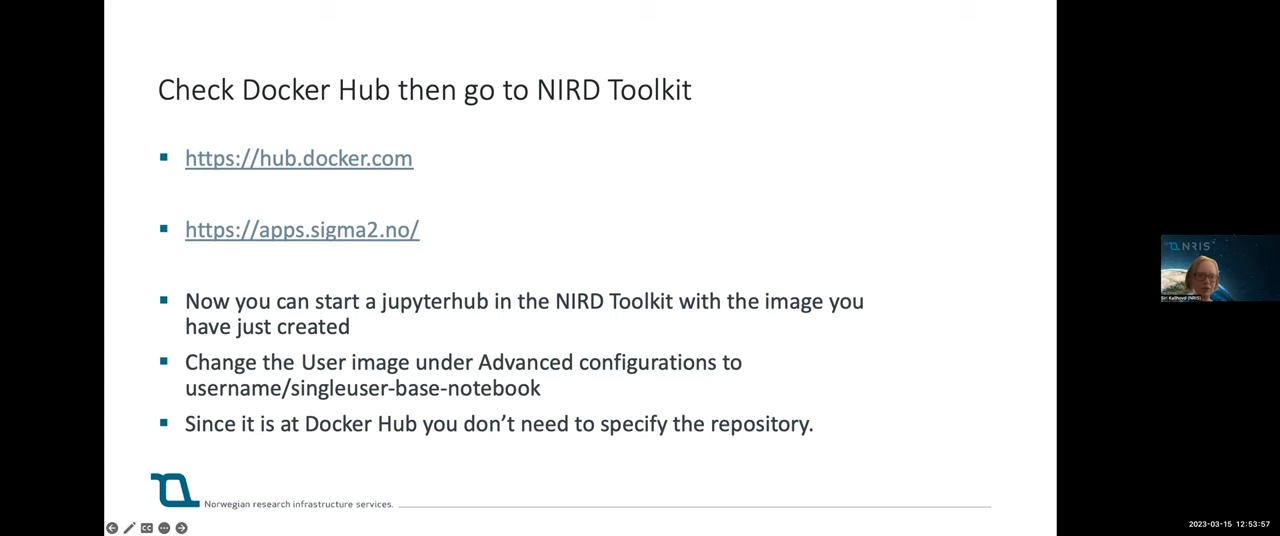 Check Docker Hub then go to NIRD Toolkit
https://hub.docker.com
https://apps.sigma2.no/
Now you can start a jupyterhub in the NIRD Toolkit with the image you
have just created
Change the User image under Advanced configurations to
username/singleuser-base-notebook
Since it is at Docker Hub you don’t need to specify the repository.
Norwegian research infrastructure services.
NRIS
Siri Kallhovd (NRIS)
2023-03-15 12:53:57